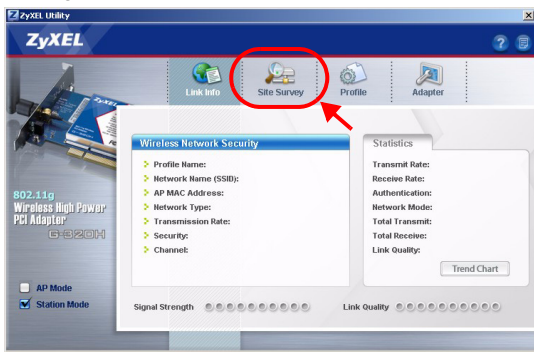 ZyXEL Utility
ZyXEL
Link Info
Site Survey
Profile
Adapter
ZyXEL
802.11g
Wireless High Power
PCI Adapter
G-320H
AP Mode
Station Mode
Wireless Network Security
Profile Name:
Network Name (SSID):
AP MAC Address:
Network Type:
Transmission Rate:
Security:
Channel:
Statistics
Transmit Rate:
Receive Rate:
Authentication:
Network Mode:
Total Transmit:
Total Receive:
Link Quality:
Trend Chart
Signal Strength
Link Quality